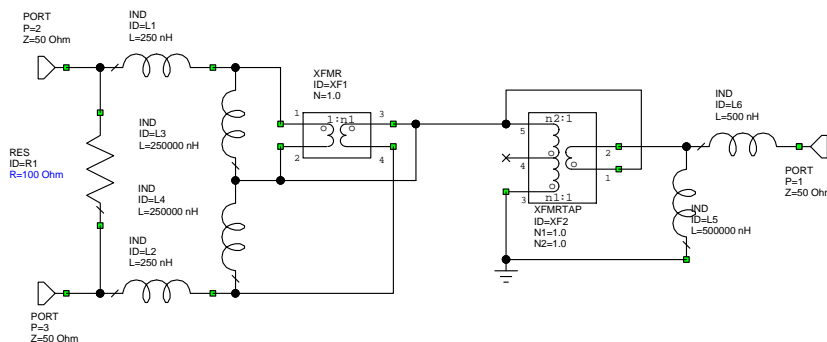 PORT
P=2
Z=50 Ohm
IND
ID=L1
L=250 nH
XFMR
ID=XF1
N=1.0
1
3
1:n1
2
4
IND
ID=L3
L=250000 nH
RES
ID=R1
R=100 Ohm
IND
ID=L4
L=250000 nH
IND
ID=L2
L=250 nH
PORT
P=3
Z=50 Ohm
n2:1
5
2
4
1
3
n1:1
XFMRTAP
ID=XF2
N1=1.0
N2=1.0
IND
ID=L6
L=500 nH
PORT
P=1
Z=50 Ohm
IND
ID=L5
L=500000 nH